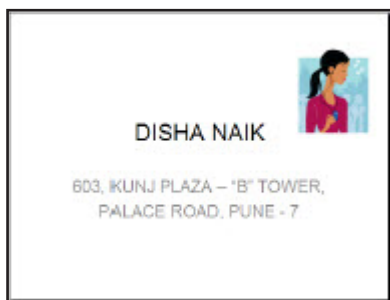 DISHA NAIK
603, IKUNJ PLAZA – "B" TOWER,
PALACE ROAD. PUNE - 7